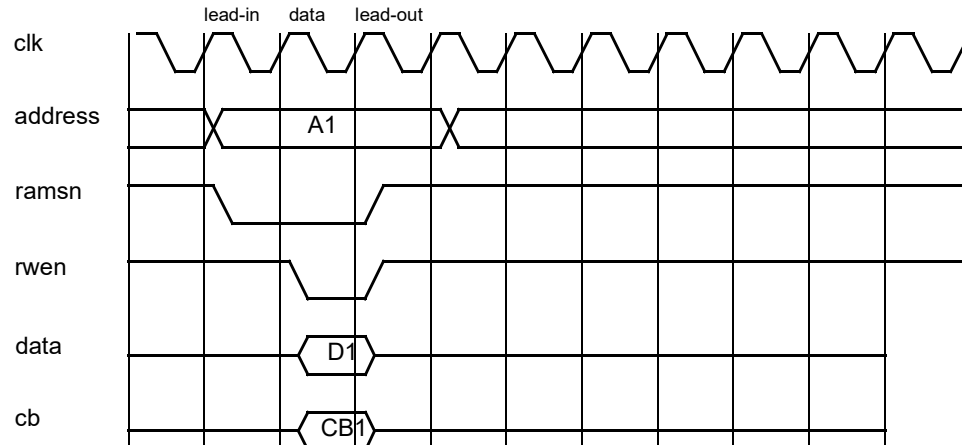 lead-in data lead-out
clk
address A1
ramsn
rwen
data D1
cb CB1